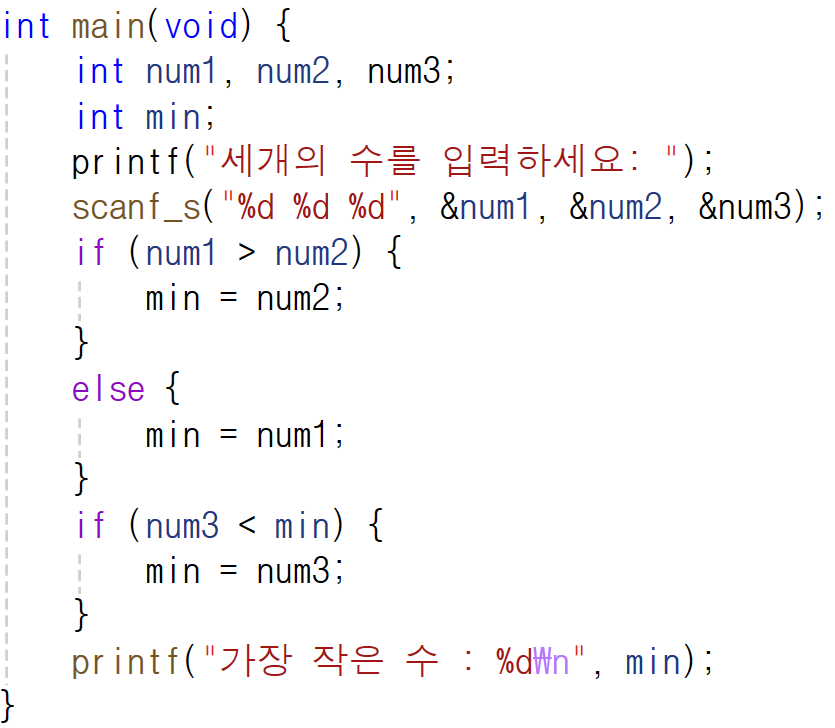 int main(void) {
int num1, num2, num3;
int min;
printf("세개의 수를 입력하세요: ");
scanf_s("%d %d %d", &num1, &num2, &num3);
if (num1 > num2) {
min = num2;
}
else {
min = num1;
}
if (num3 < min) {
min = num3;
}
printf("가장 작은 수 : %d₩n", min);
}